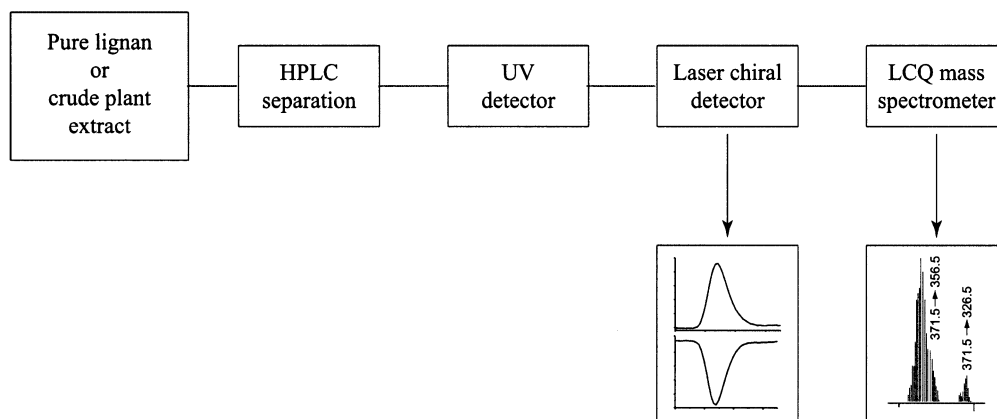 Pure lignan
or
crude plant
extract
HPLC
separation
UV
detector
Laser chiral
detector
LCQ mass
spectrometer
371.5→356.5
371.5→326.5